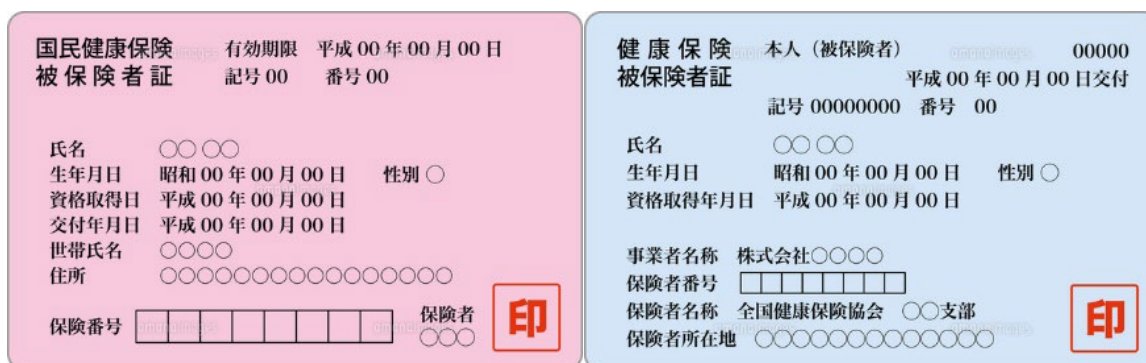 国民健康保険 有効期限 平成 00 年 00 月 00 日
被保険者証 記号 00 番号 00
氏名 ○○ ○○
生年月日 昭和 00 年 00 月 00 日 性別 ○
資格取得日 平成 00 年 00 月 00 日
交付年月日 平成 00 年 00 月 00 日
世帯氏名 ○○○○
住所 ○○○○○○○○○○○○○○○○
保険番号
保険者
○○○
印
健康保険 本人（被保険者） 00000
被保険者証 平成 00 年 00 月 00 日交付
記号 00000000 番号 00
氏名 ○○ ○○
生年月日 昭和 00 年 00 月 00 日 性別 ○
資格取得年月日 平成 00 年 00 月 00 日
事業者名称 株式会社○○○○
保険者番号
保険者名称 全国健康保険協会 ○○支部
保険者所在地 ○○○○○○○○○○○○○
印